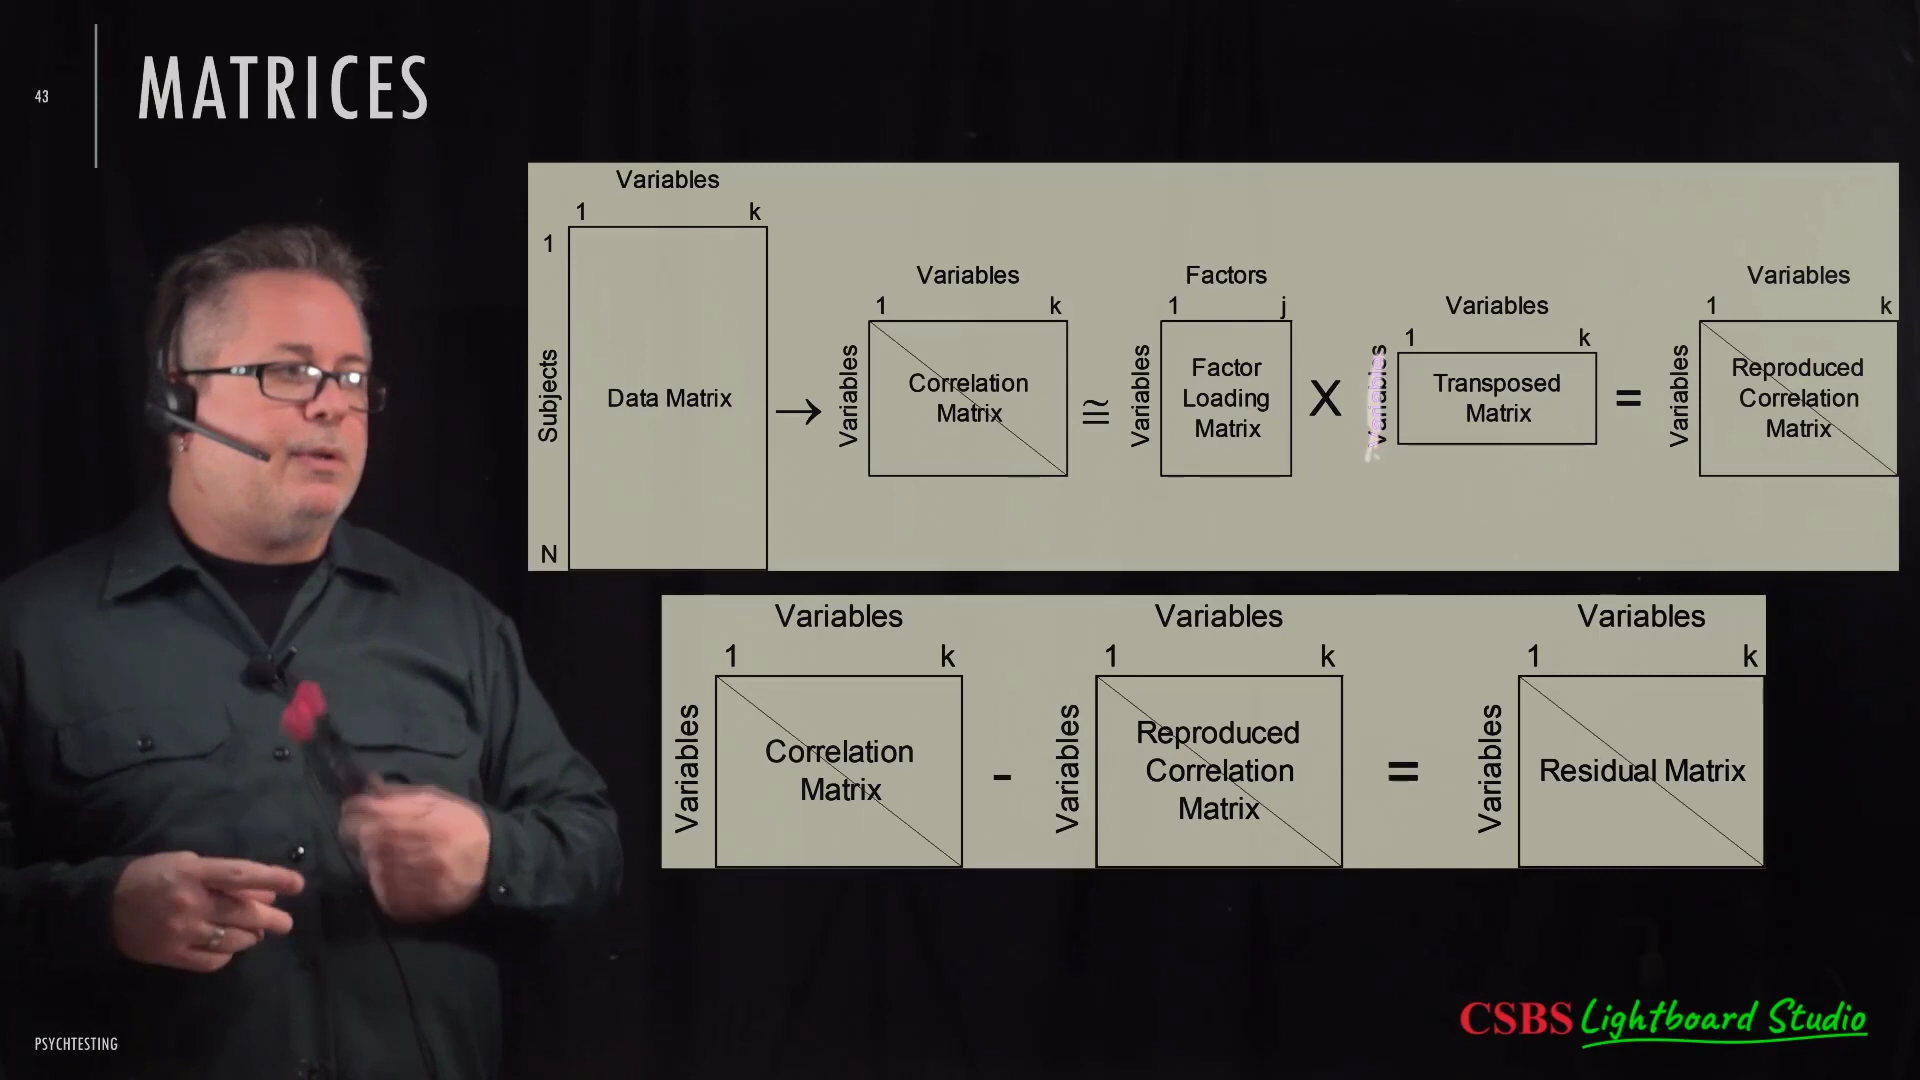 43
MATRICES
Variables
1 k
1
Subjects
N
Data Matrix
→
Variables
1 k
Variables
Correlation
Matrix
≅
Factors
1 j
Variables
Factor
Loading
Matrix
X
Variables
1 k
Variables
Transposed
Matrix
=
Variables
1 k
Variables
Reproduced
Correlation
Matrix
Variables
1 k
Variables
Correlation
Matrix
-
Variables
1 k
Variables
Reproduced
Correlation
Matrix
=
Variables
1 k
Variables
Residual Matrix
CSBS Lightboard Studio
PSYCHTESTING